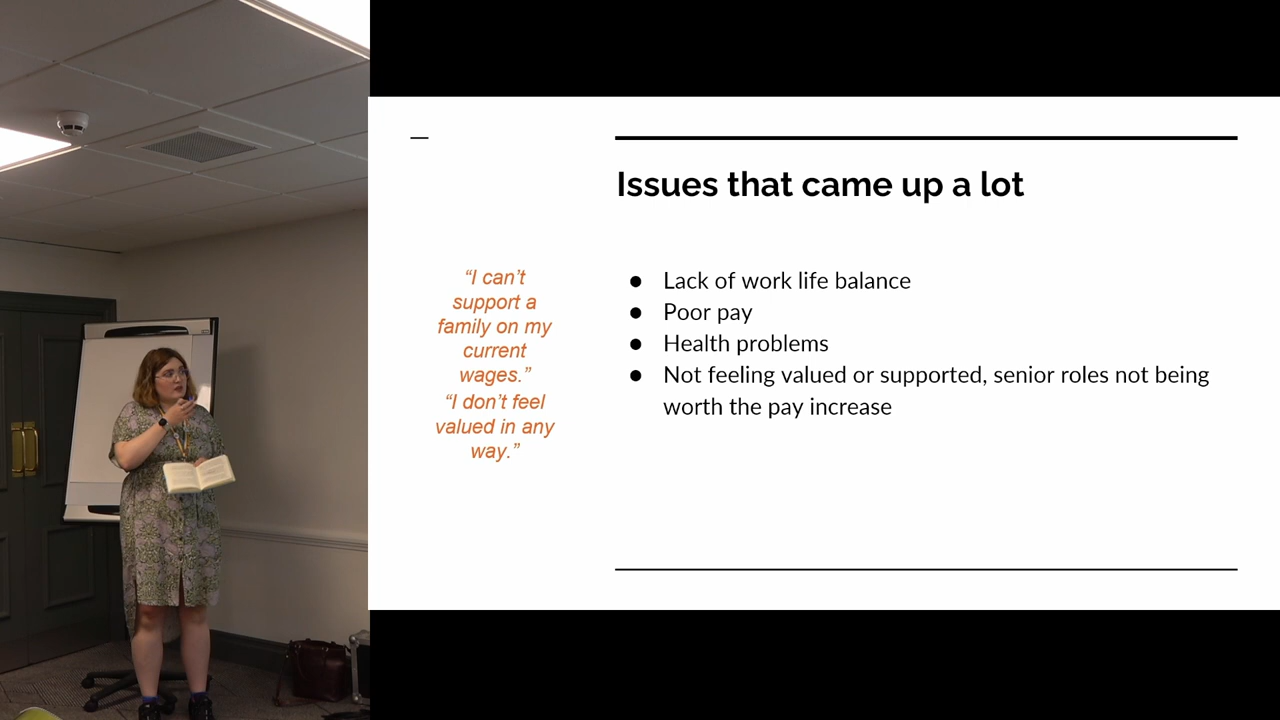 Issues that came up a lot
“I can’t
support a
family on my
current
wages.”
“I don’t feel
valued in any
way.”
● Lack of work life balance
● Poor pay
● Health problems
● Not feeling valued or supported, senior roles not being
worth the pay increase